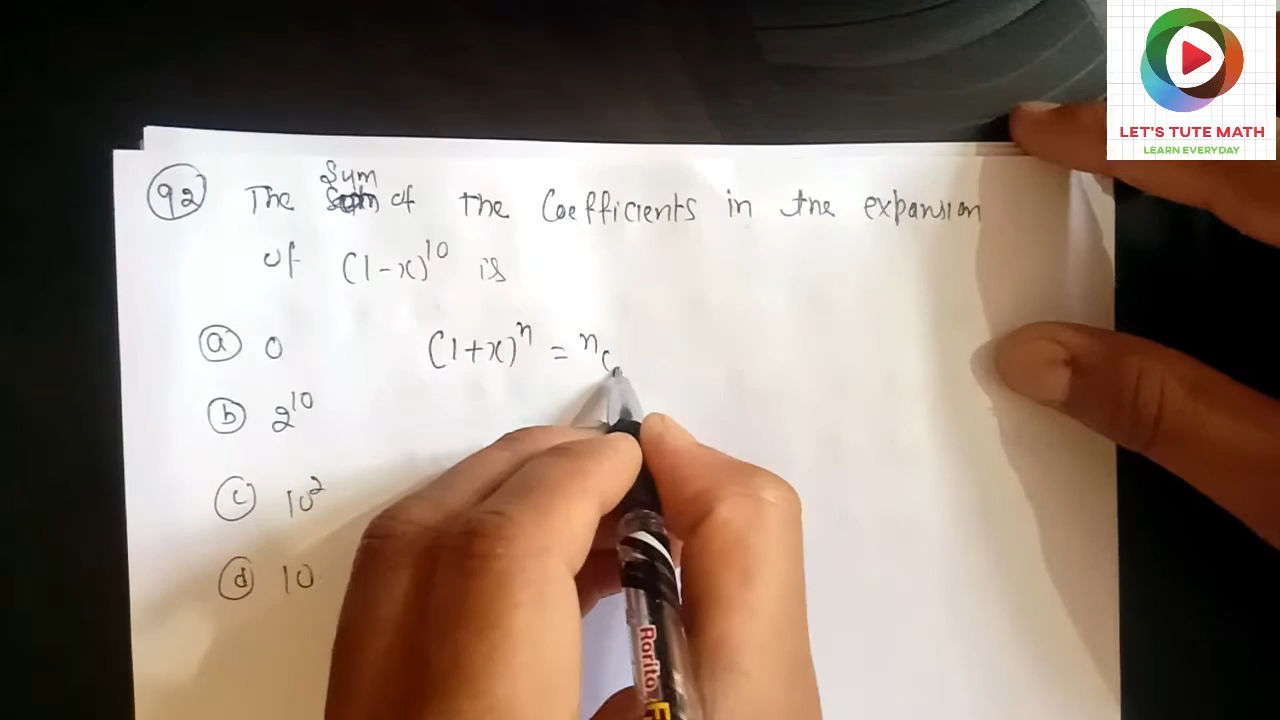 LET'S TUTE MATH
LEARN EVERYDAY
92 The Sum of the Coefficients in the expansion
of (1-x)^10 is
a 0
(1+x)^n = ^nC
b 2^10
c 10^2
d 10
Rorito